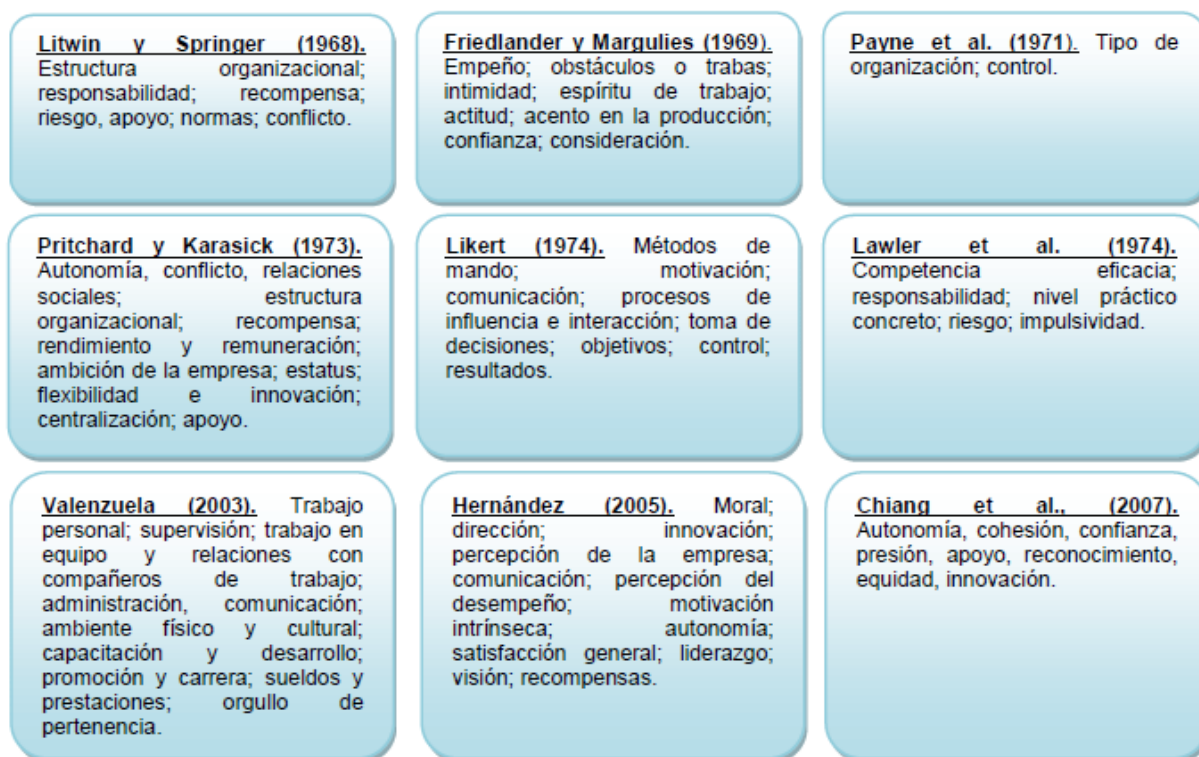 Litwin y Springer (1968).
Estructura organizacional;
responsabilidad; recompensa;
riesgo, apoyo; normas; conflicto.
Friedlander y Margulies (1969).
Empeño; obstáculos o trabas;
intimidad; espíritu de trabajo;
actitud; acento en la producción;
confianza; consideración.
Payne et al. (1971). Tipo de
organización; control.
Pritchard y Karasick (1973).
Autonomía, conflicto, relaciones
sociales; estructura
organizacional; recompensa;
rendimiento y remuneración;
ambición de la empresa; estatus;
flexibilidad e innovación;
centralización; apoyo.
Likert (1974). Métodos de
mando; motivación;
comunicación; procesos de
influencia e interacción; toma de
decisiones; objetivos; control;
resultados.
Lawler et al. (1974).
Competencia eficacia;
responsabilidad; nivel práctico
concreto; riesgo; impulsividad.
Valenzuela (2003). Trabajo
personal; supervisión; trabajo en
equipo y relaciones con
compañeros de trabajo;
administración, comunicación;
ambiente físico y cultural;
capacitación y desarrollo;
promoción y carrera; sueldos y
prestaciones; orgullo de
pertenencia.
Hernández (2005). Moral;
dirección; innovación;
percepción de la empresa;
comunicación; percepción del
desempeño; motivación
intrínseca; autonomía;
satisfacción general; liderazgo;
visión; recompensas.
Chiang et al., (2007).
Autonomía, cohesión, confianza,
presión, apoyo, reconocimiento,
equidad, innovación.